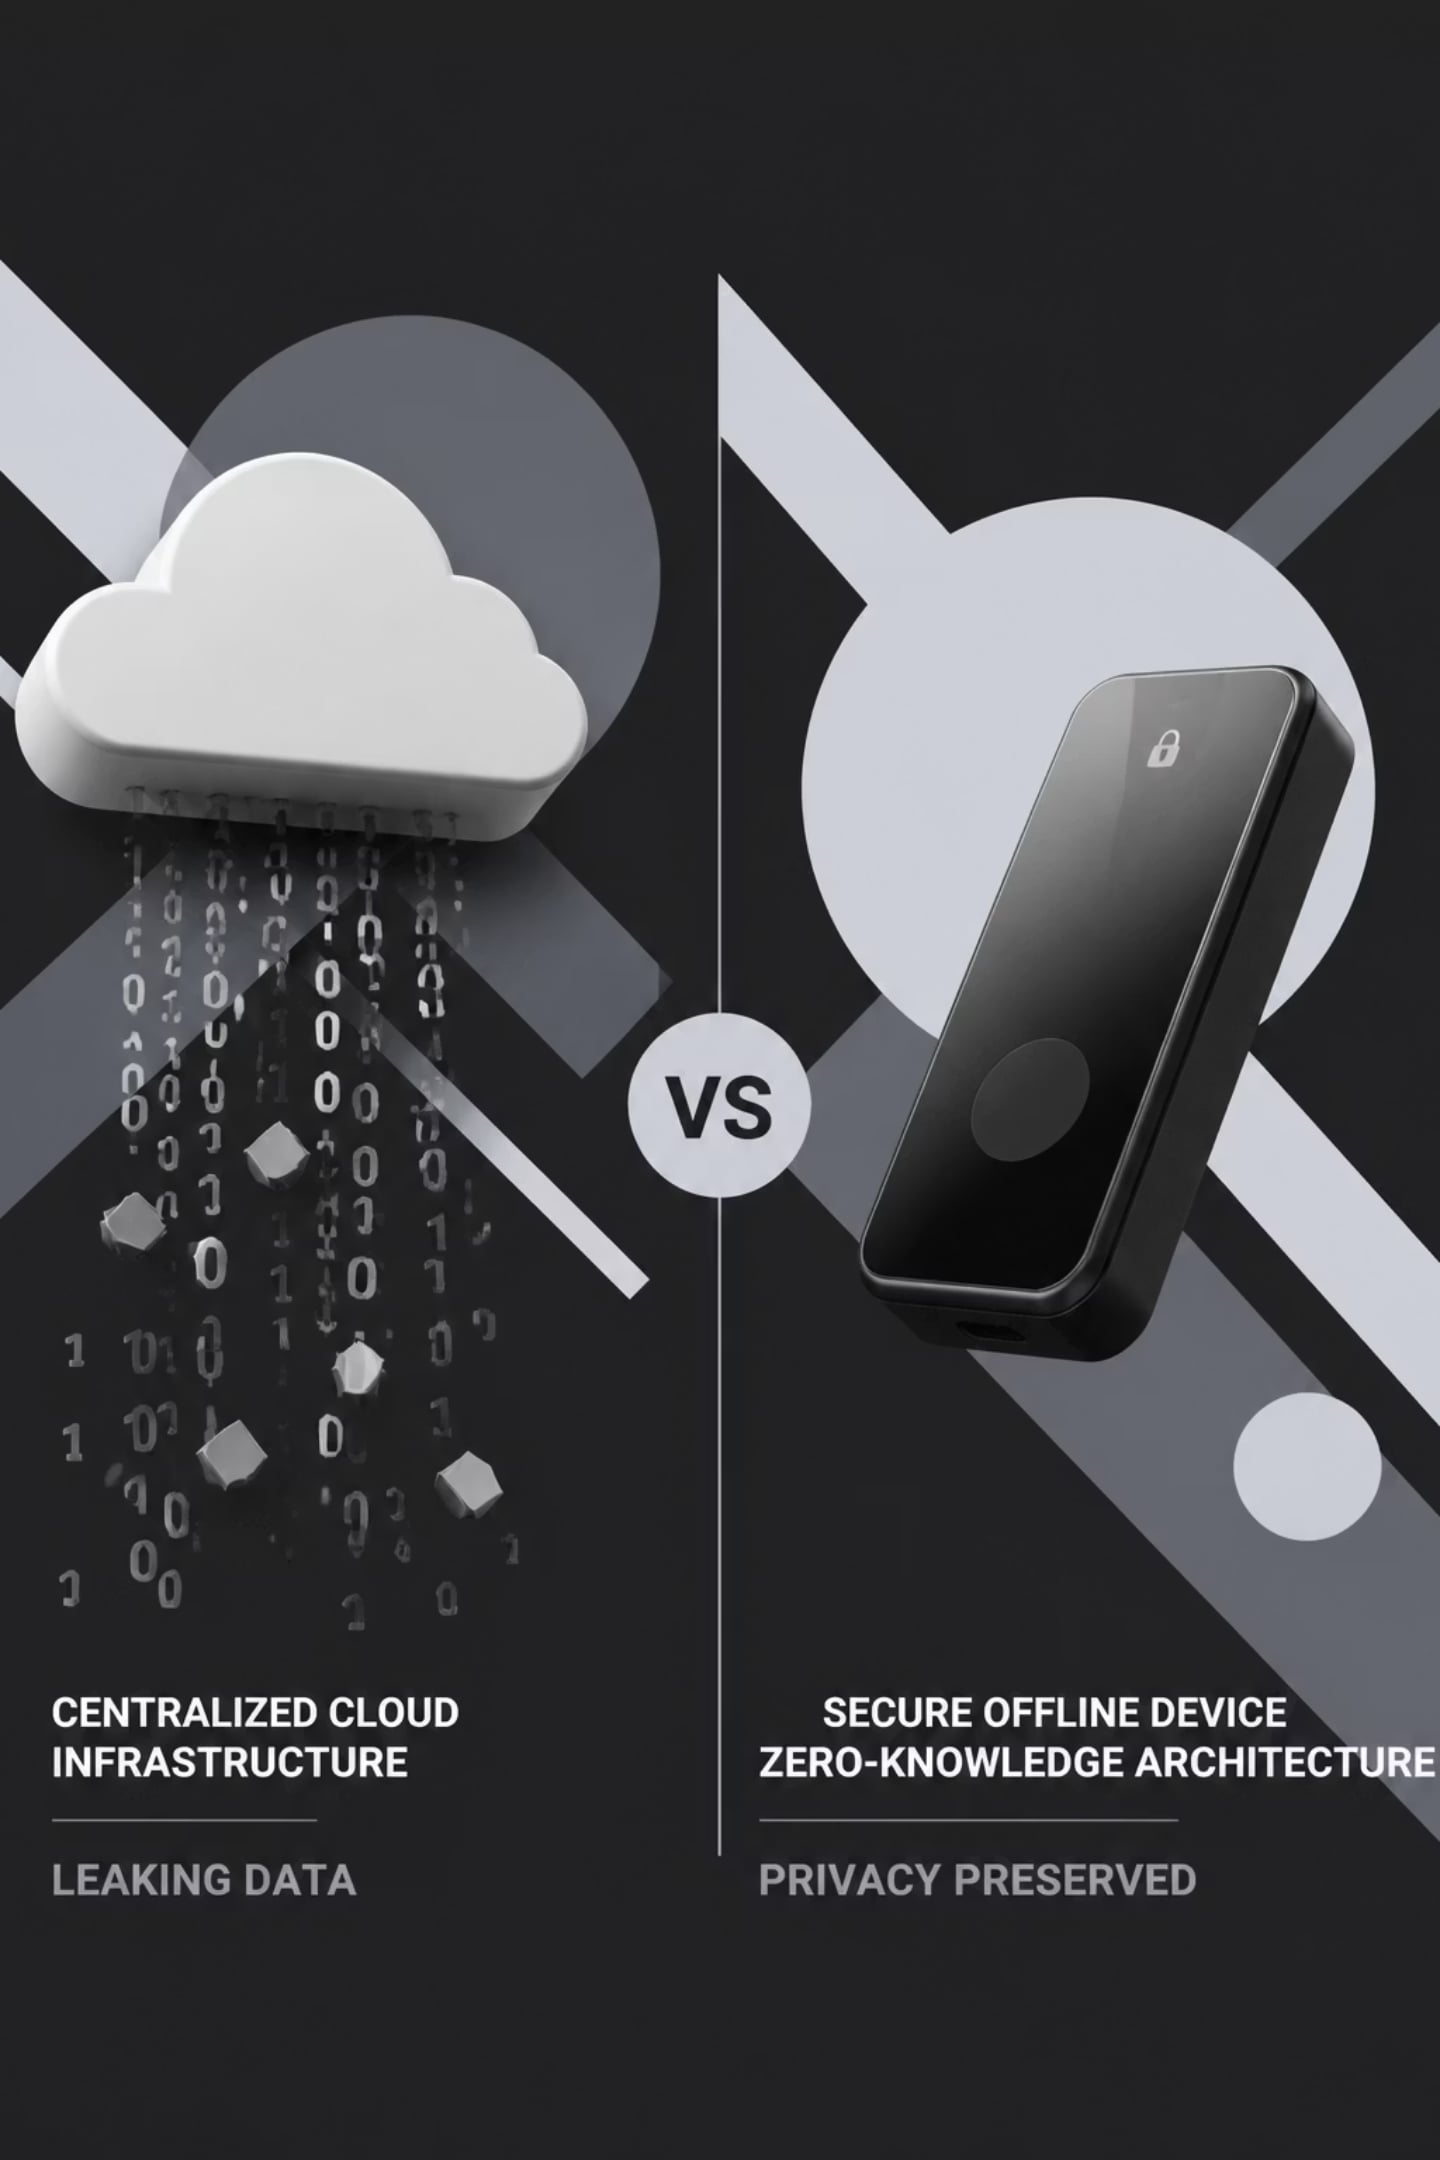 VS
CENTRALIZED CLOUD
INFRASTRUCTURE
LEAKING DATA
SECURE OFFLINE DEVICE
ZERO-KNOWLEDGE ARCHITECTURE
PRIVACY PRESERVED